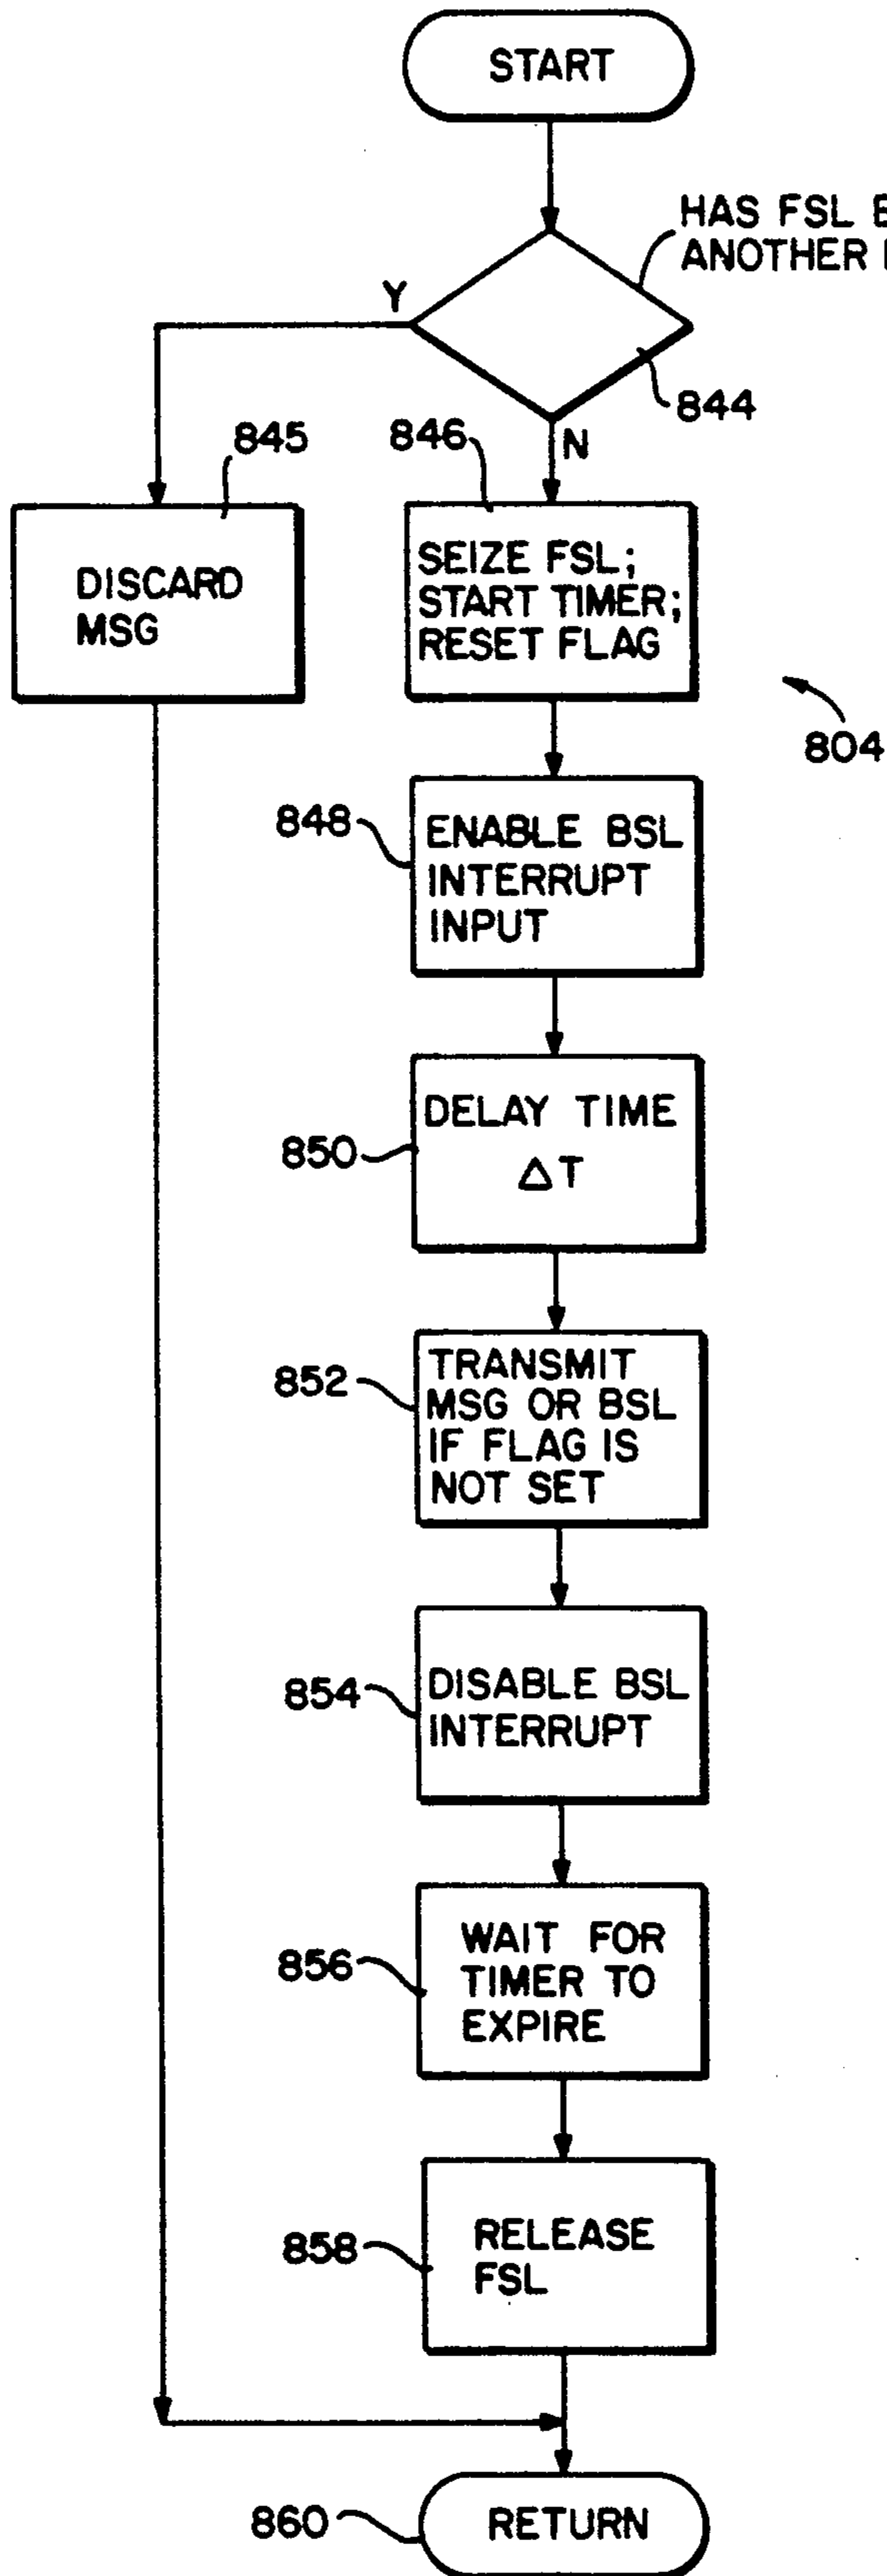 START
HAS FSL
ANOTHER
Y
844
845
846
N
DISCARD
MSG
SEIZE FSL;
START TIMER;
RESET FLAG
804
848
ENABLE BSL
INTERRUPT
INPUT
850
DELAY TIME
ΔT
852
TRANSMIT
MSG OR BSL
IF FLAG IS
NOT SET
854
DISABLE BSL
INTERRUPT
856
WAIT FOR
TIMER TO
EXPIRE
858
RELEASE
FSL
860
RETURN